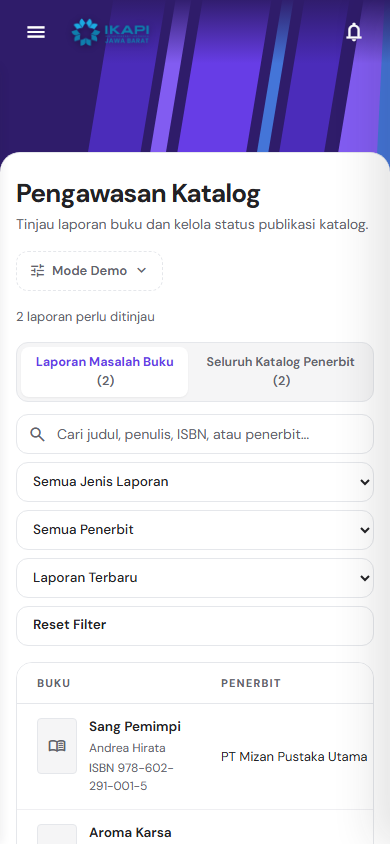 IKAPI
JAWA BARAT
Pengawasan Katalog
Tinjau laporan buku dan kelola status publikasi katalog.
Mode Demo
2 laporan perlu ditinjau
Laporan Masalah Buku
(2)
Seluruh Katalog Penerbit
(2)
Cari judul, penulis, ISBN, atau penerbit...
Semua Jenis Laporan
Semua Penerbit
Laporan Terbaru
Reset Filter
BUKU
PENERBIT
Sang Pemimpi
Andrea Hirata
ISBN 978-602-
291-001-5
PT Mizan Pustaka Utama
Aroma Karsa